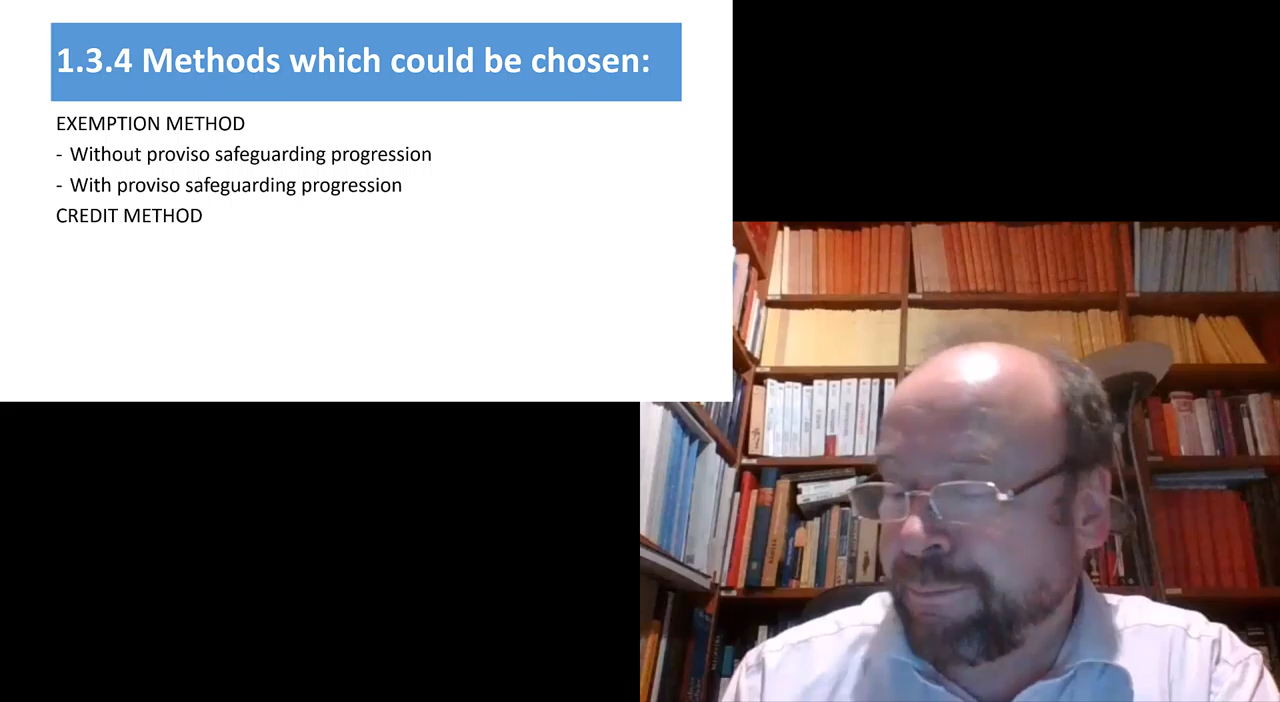 1.3.4 Methods which could be chosen:
EXEMPTION METHOD
- Without proviso safeguarding progression
- With proviso safeguarding progression
CREDIT METHOD